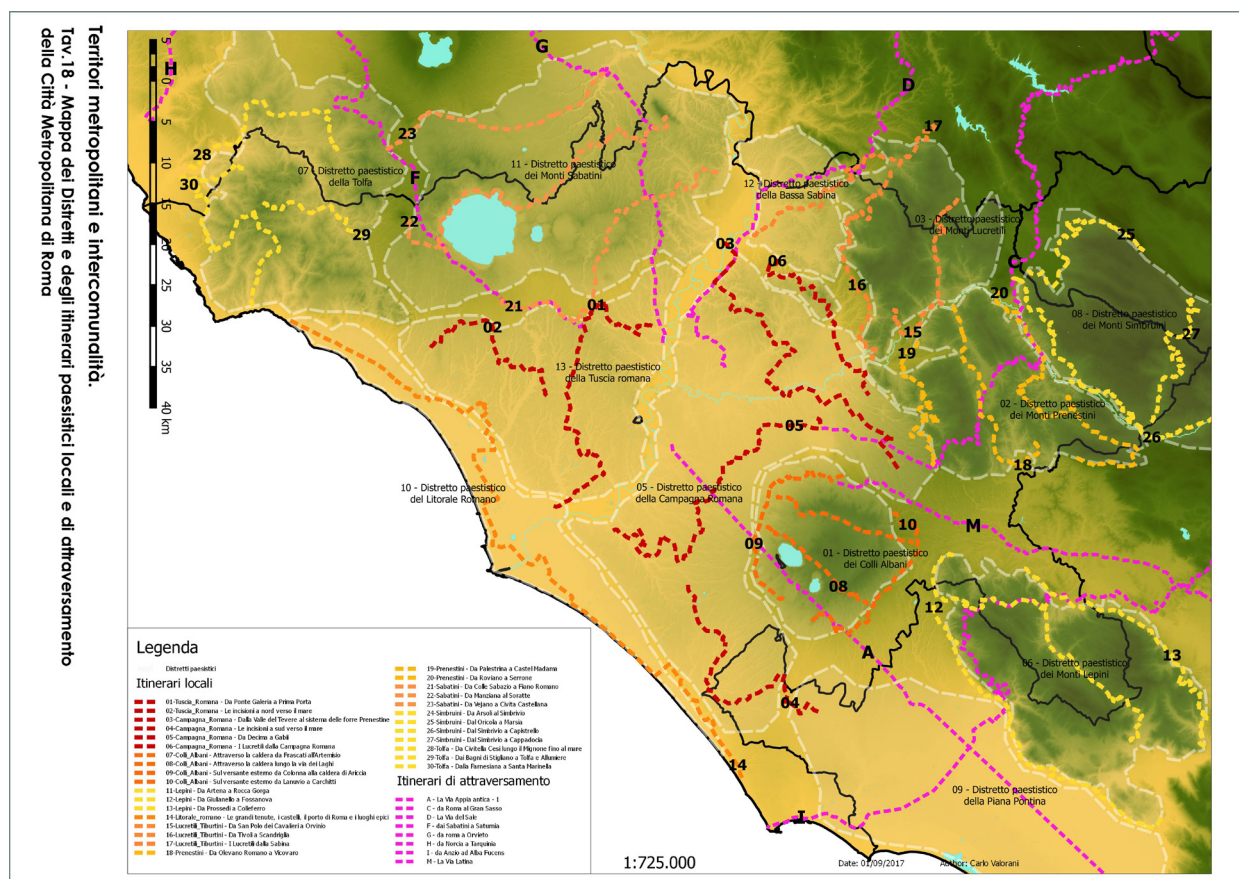 Territori metropolitani e intercomunalità.
Tav.18 - Mappa dei Distretti e degli itinerari paesistici locali e di attraversamento
della Città Metropolitana di Roma
5
0
5
10
15
20
25
30
35
40 km
H
G
D
17
23
28
30
07 - Distretto paestistico
della Tolfa
11 - Distretto paestistico
dei Monti Sabatini
12 - Distretto paestistico
della Bassa Sabina
F
22
29
03 - Distretto paestistico
dei Monti Lucretili
25
03
06
C
16
20
21
01
02
08 - Distretto paestistico
dei Monti Simbruini
27
15
19
13 - Distretto paestistico
della Tuscia romana
02 - Distretto paestistico
dei Monti Prenestini
05
26
18
10 - Distretto paestistico
del Litorale Romano
05 - Distretto paestistico
della Campagna Romana
10
M
09
01 - Distretto paestistico
dei Colli Albani
08
12
A
13
06 - Distretto paestistico
dei Monti Lepini
04
14
09 - Distretto paestistico
della Piana Pontina
I
Legenda
Distretti paesistici
Itinerari locali
01-Tuscia_Romana - Da Ponte Galeria a Prima Porta
02-Tuscia_Romana - Le incisioni a nord verso il mare
03-Campagna_Romana - Dalla Valle del Tevere al sistema delle forre Prenestine
04-Campagna_Romana - Le incisioni a sud verso il mare
05-Campagna_Romana - Da Decima a Gabii
06-Campagna_Romana - I Lucretili dalla Campagna Romana
07-Colli_Albani - Attraverso la caldera da Frascati all'Artemisio
08-Colli_Albani - Attraverso la caldera lungo la via dei Laghi
09-Colli_Albani - Sul versante esterno da Colonna alla caldera di Ariccia
10-Colli_Albani - Sul versante esterno da Lanuvio a Carchitti
11-Lepini - Da Artena a Rocca Gorga
12-Lepini - Da Giulianello a Fossanova
13-Lepini - Da Prossedi a Colleferro
14-Litorale_romano - Le grandi tenute, i castelli, il porto di Roma e i luoghi epici
15-Lucretili_Tiburtini - Da San Polo dei Cavalieri a Orvinio
16-Lucretili_Tiburtini - Da Tivoli a Scandriglia
17-Lucretili_Tiburtini - I Lucretili dalla Sabina
18-Prenestini - Da Olevano Romano a Vicovaro
19-Prenestini - Da Palestrina a Castel Madama
20-Prenestini - Da Roviano a Serrone
21-Sabatini - Da Colle Sabazio a Fiano Romano
22-Sabatini - Da Manziana al Soratte
23-Sabatini - Da Vejano a Civita Castellana
24-Simbruini - Da Arsoli al Simbrivio
25-Simbruini - Dal Oricola a Marsia
26-Simbruini - Dal Simbrivio a Capistrello
27-Simbruini - Dal Simbrivio a Cappadocia
28-Tolfa - Da Civitella Cesi lungo il Mignone fino al mare
29-Tolfa - Dai Bagni di Stigliano a Tolfa e Allumiere
30-Tolfa - Dalla Farnesiana a Santa Marinella
Itinerari di attraversamento
A - La Via Appia antica - 1
C - da Roma al Gran Sasso
D - La Via del Sale
F - dai Sabatini a Saturnia
G - da roma a Orvieto
H - da Norcia a Tarquinia
I - da Anzio ad Alba Fucens
M - La Via Latina
1:725.000
Date: 01/09/2017
Author: Carlo Valorani